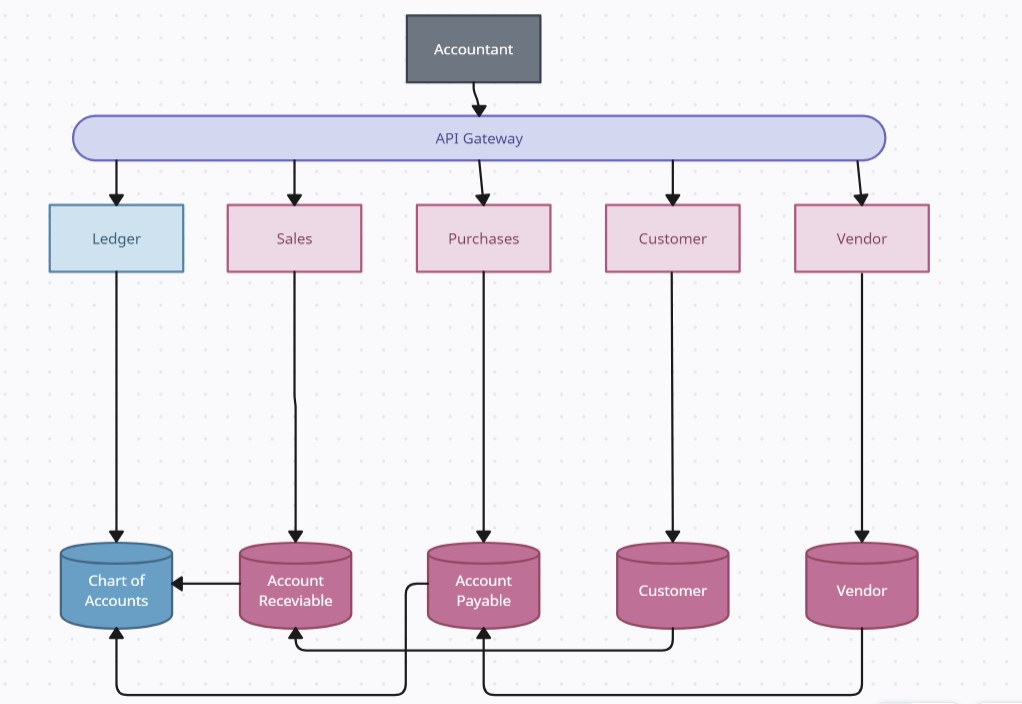 Accountant
API Gateway
Ledger
Sales
Purchases
Customer
Vendor
Chart of
Accounts
Account
Receviable
Account
Payable
Customer
Vendor